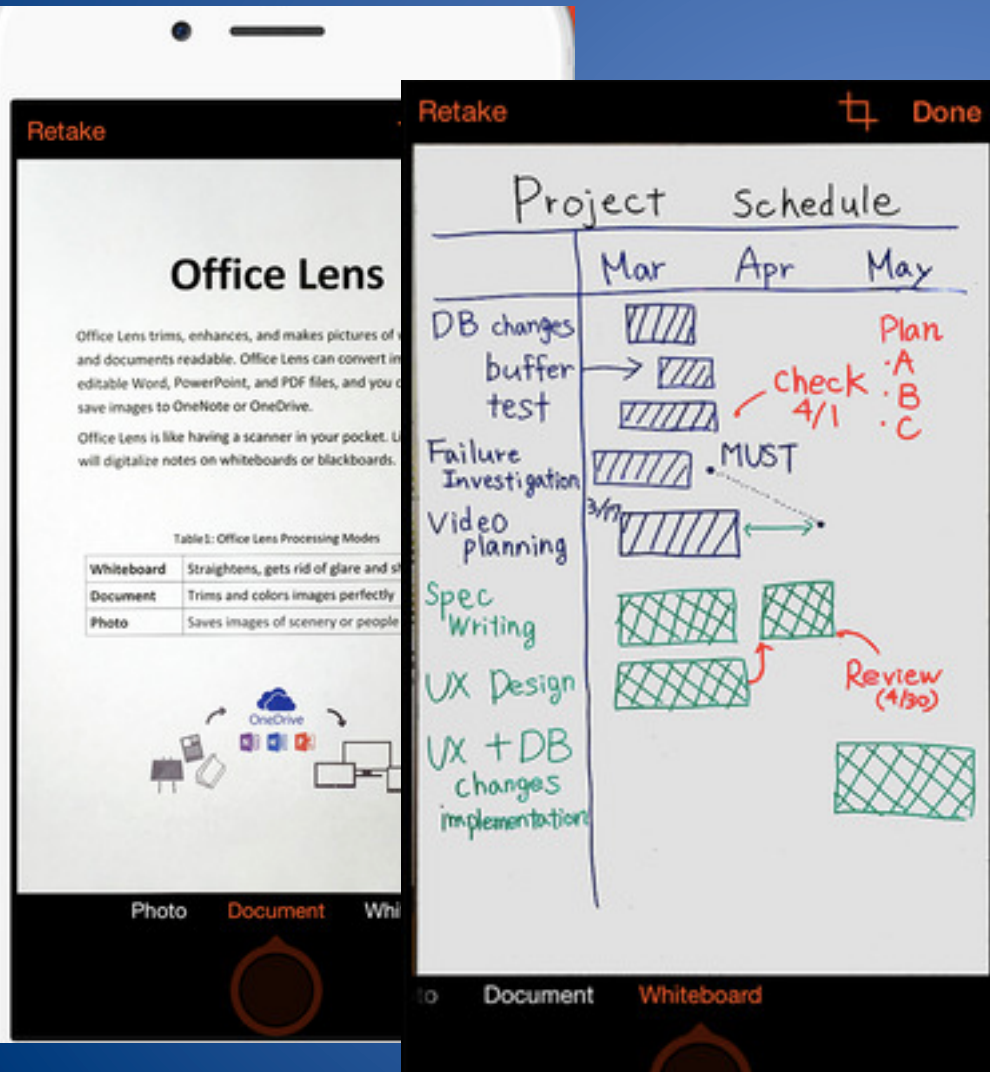 Retake
Office Lens
Office Lens trims, enhances, and makes pictures of
and documents readable. Office Lens can convert
editable Word, PowerPoint, and PDF files, and you
save images to OneNote or OneDrive.
Office Lens is like having a scanner in your pocket.
will digitalize notes on whiteboards or blackboards.
Table1: Office Lens Processing Modes
Whiteboard Straightens, gets rid of glare and
Document Trims and colors images perfectly
Photo Saves images of scenery or people
OneDrive
Photo Document
Retake Done
Project Schedule
Mar Apr May
DB changes
buffer
test
Failure
Investigation
Video
planning
Spec
Writing
UX Design
UX + DB
changes
implementation
Plan
·A
·B
·C
Check
4/1
MUST
3/17
Review
(4/30)
Document Whiteboard